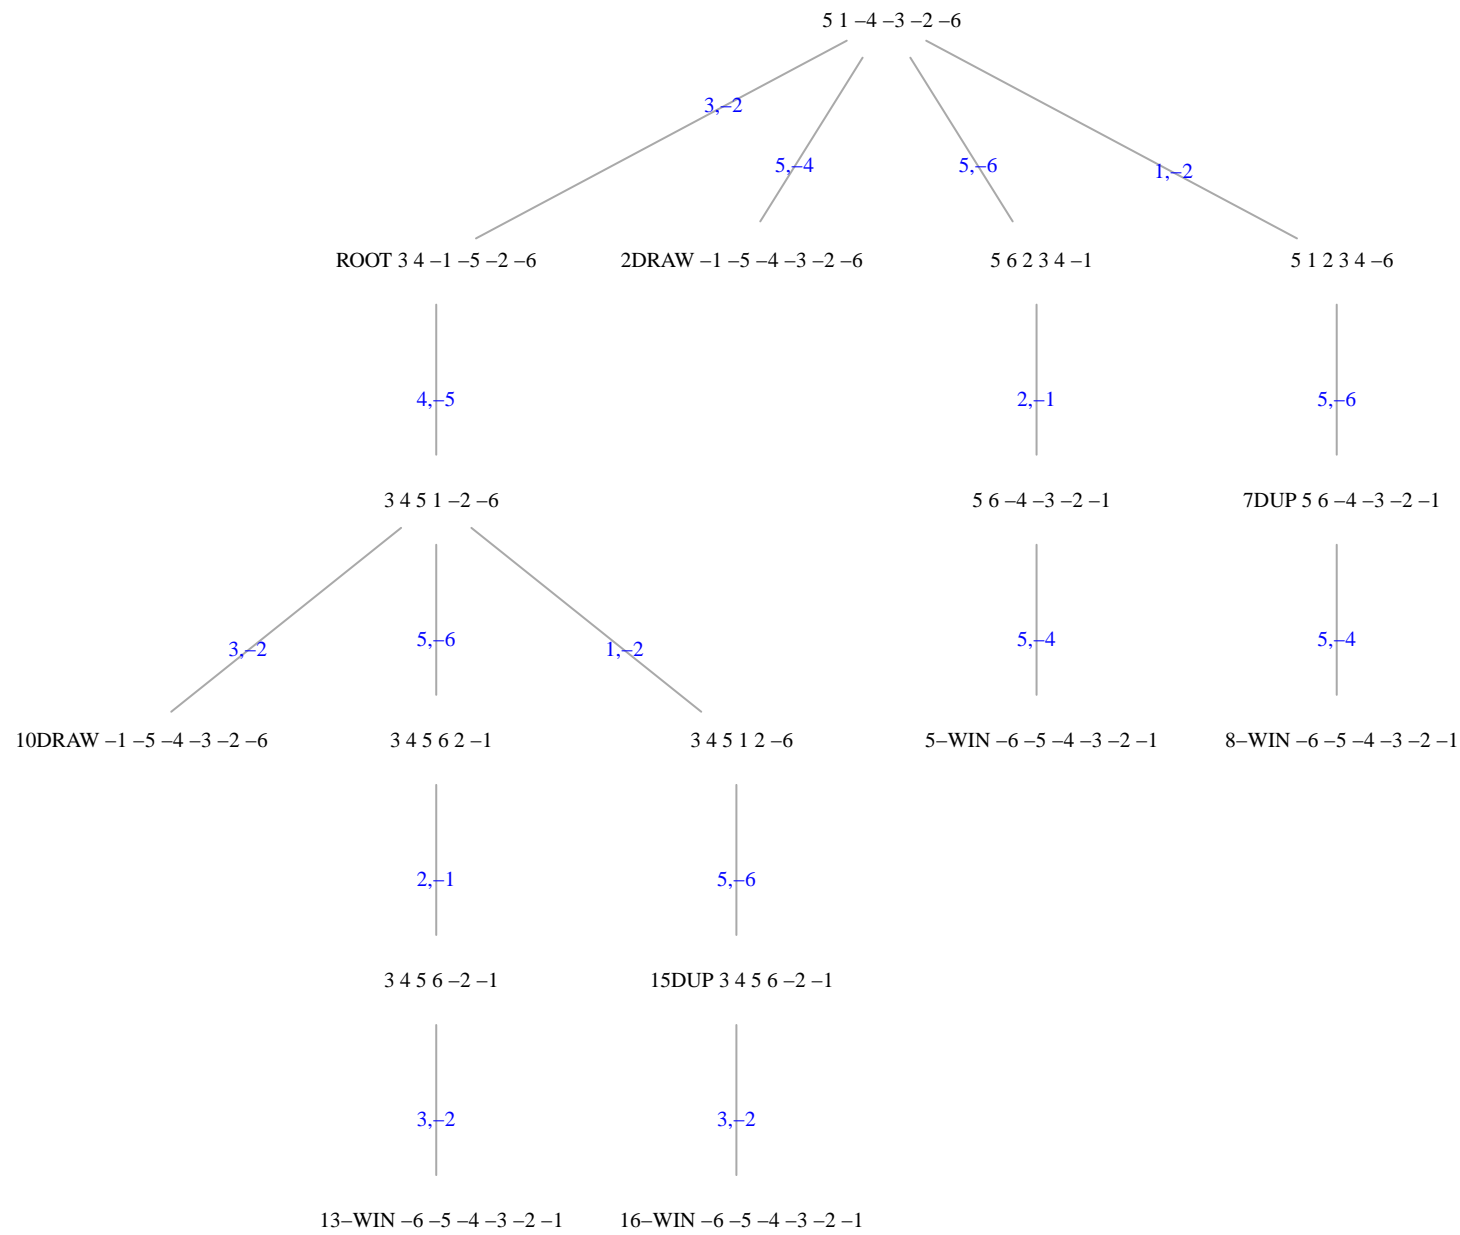 5 1 –4 –3 –2 –6
3,–2
5,–4
5,–6
1,–2
ROOT 3 4 –1 –5 –2 –6
2DRAW –1 –5 –4 –3 –2 –6
5 6 2 3 4 –1
5 1 2 3 4 –6
4,–5
2,–1
5,–6
3 4 5 1 –2 –6
5 6 –4 –3 –2 –1
7DUP 5 6 –4 –3 –2 –1
3,–2
5,–6
1,–2
5,–4
5,–4
10DRAW –1 –5 –4 –3 –2 –6
3 4 5 6 2 –1
3 4 5 1 2 –6
5–WIN –6 –5 –4 –3 –2 –1
8–WIN –6 –5 –4 –3 –2 –1
2,–1
5,–6
3 4 5 6 –2 –1
15DUP 3 4 5 6 –2 –1
3,–2
3,–2
13–WIN –6 –5 –4 –3 –2 –1
16–WIN –6 –5 –4 –3 –2 –1